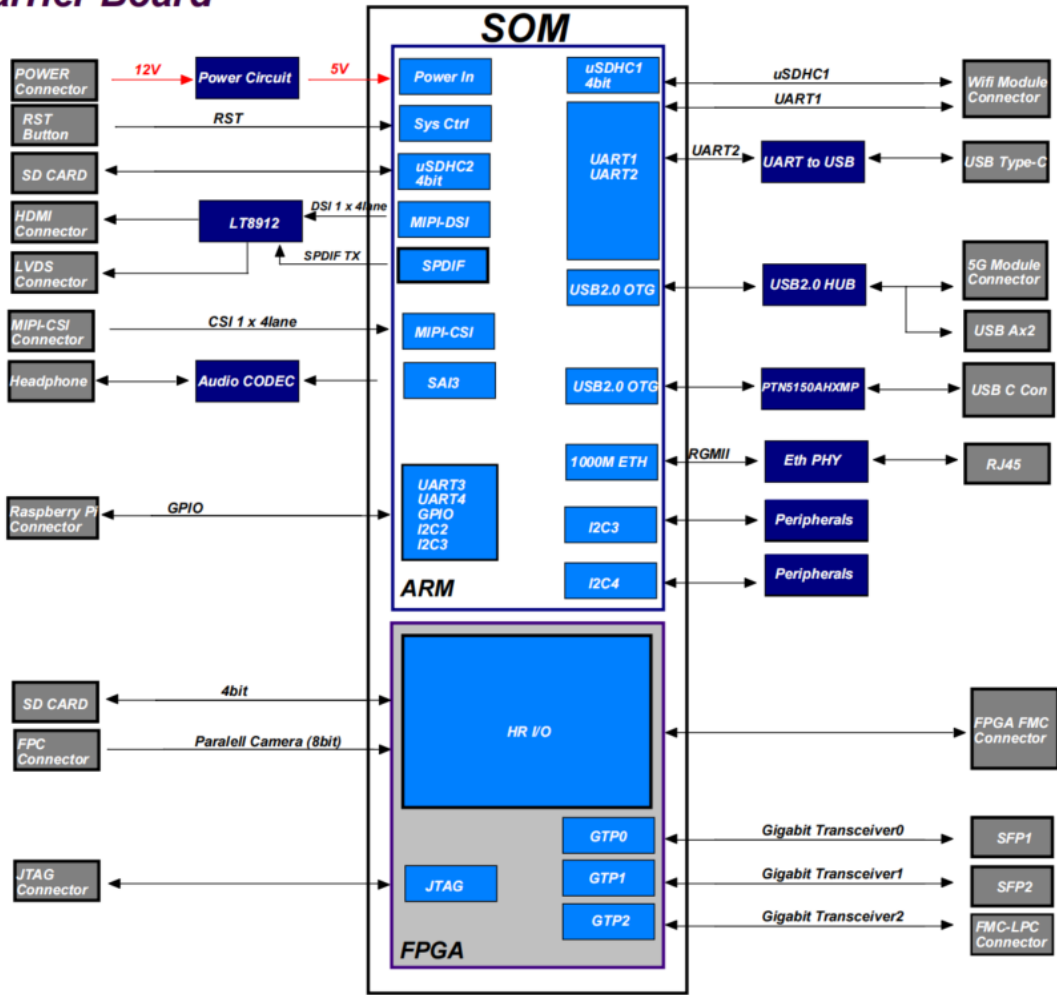 Carrier Board
SOM
POWER
Connector
12V
Power Circuit
5V
Power In
RST
Button
RST
Sys Ctrl
SD CARD
uSDHC2
4bit
HDMI
Connector
LT8912
DSI 1 x 4lane
MIPI-DSI
LVDS
Connector
SPDIF TX
SPDIF
MIPI-CSI
Connector
CSI 1 x 4lane
MIPI-CSI
Headphone
Audio CODEC
SAI3
Raspberry Pi
Connector
GPIO
UART3
UART4
GPIO
I2C2
I2C3
ARM
uSDHC1
4bit
uSDHC1
UART1
Wifi Module
Connector
UART1
UART2
UART2
UART to USB
USB Type-C
USB2.0 OTG
USB2.0 HUB
5G Module
Connector
USB Ax2
USB2.0 OTG
PTN5150AHXMP
USB C Con
1000M ETH
RGMII
Eth PHY
RJ45
I2C3
Peripherals
I2C4
Peripherals
SD CARD
4bit
FPC
Connector
Paralell Camera (8bit)
HR I/O
FPGA FMC
Connector
JTAG
Connector
JTAG
GTP0
Gigabit Transceiver0
SFP1
GTP1
Gigabit Transceiver1
SFP2
GTP2
Gigabit Transceiver2
FMC-LPC
Connector
FPGA